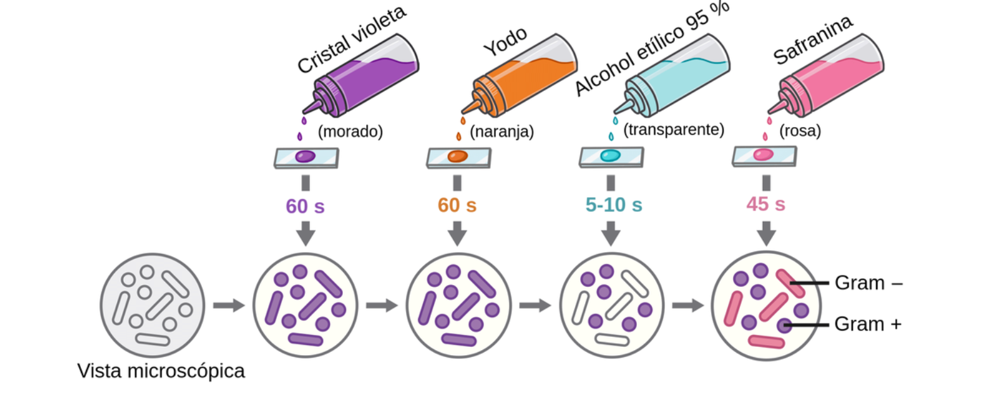 Cristal violeta
Yodo
Alcohol etílico 95 %
Safranina
(morado)
(naranja)
(transparente)
(rosa)
60 s
60 s
5-10 s
45 s
Gram –
Gram +
Vista microscópica